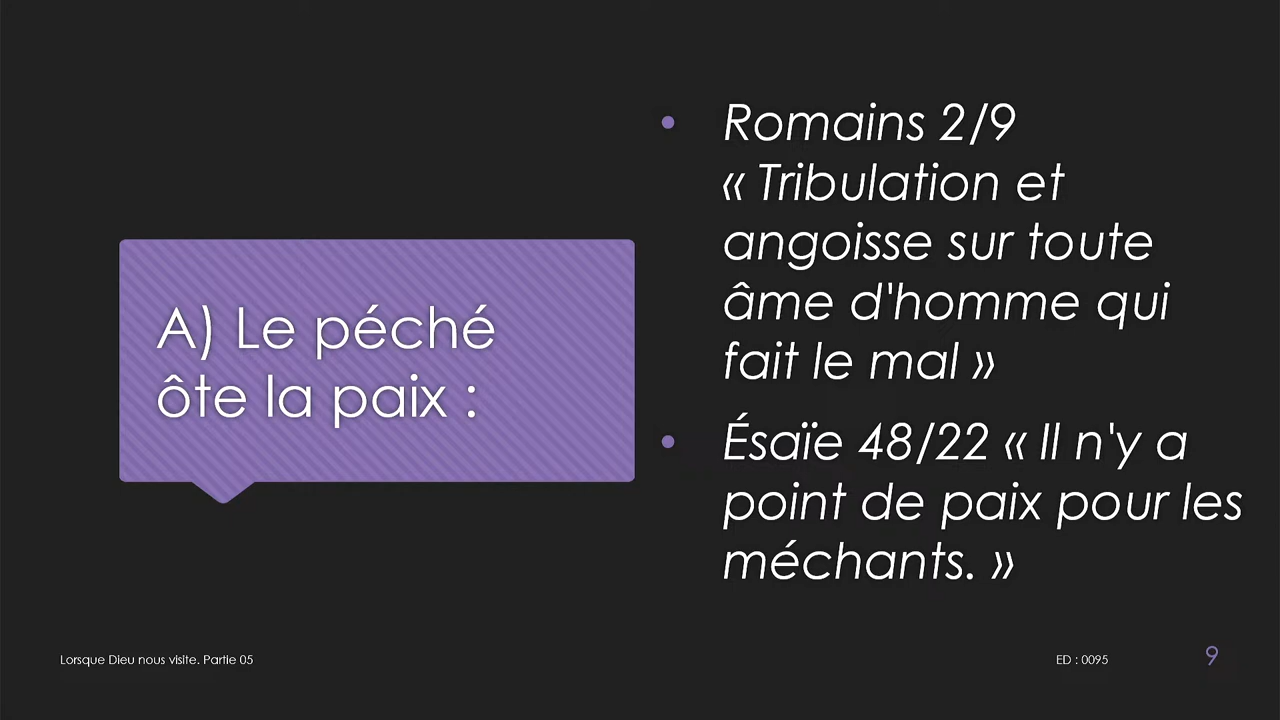 A) Le péché
ôte la paix :
Romains 2/9
« Tribulation et
angoisse sur toute
âme d'homme qui
fait le mal »
Ésaïe 48/22 « Il n'y a
point de paix pour les
méchants. »
Lorsque Dieu nous visite. Partie 05
ED : 0095
9